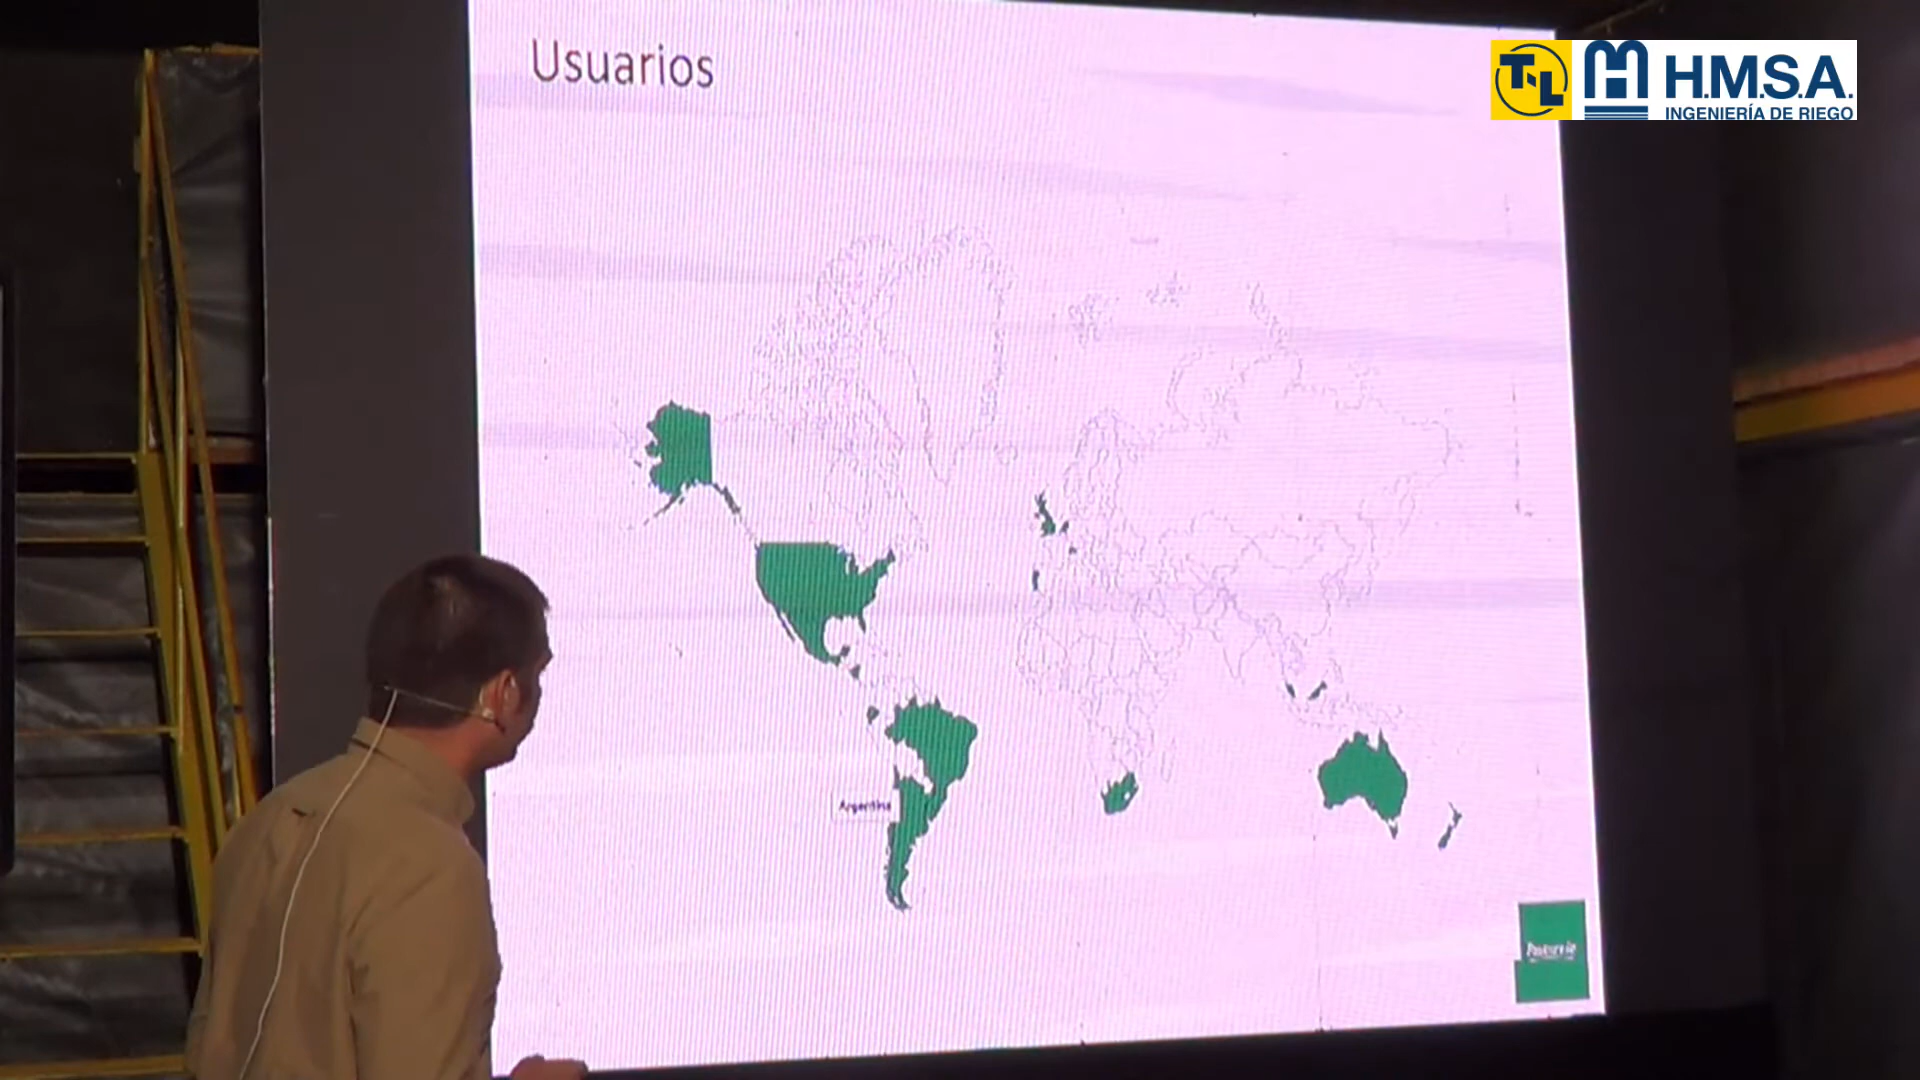 Usuarios
T-L
H.M.S.A.
INGENIERÍA DE RIEGO
Argentina